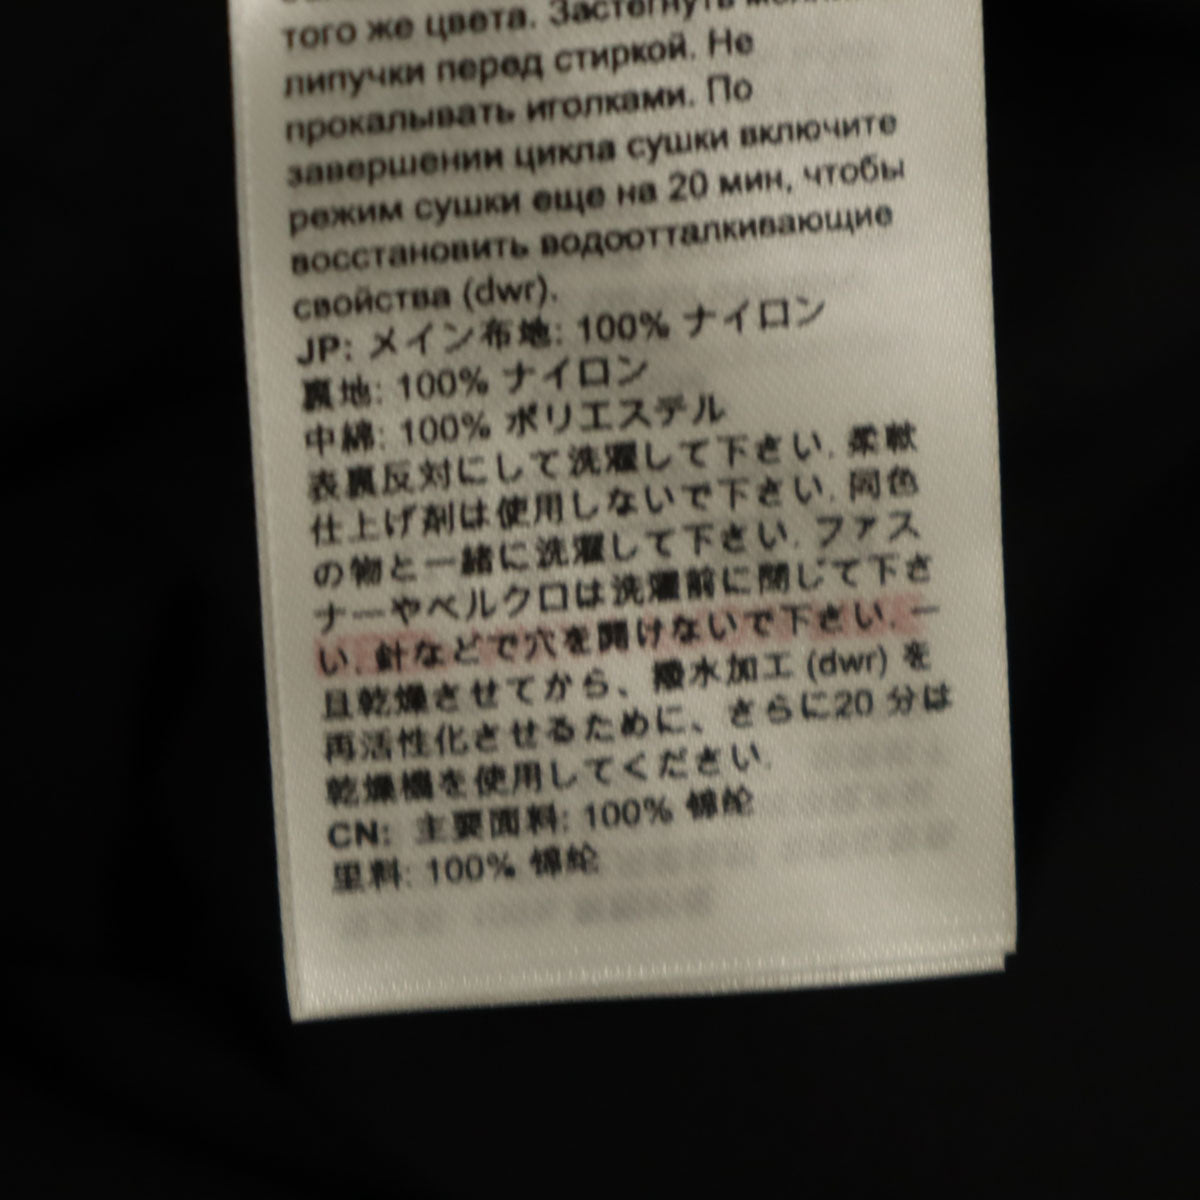 того же цвета. Застегнуть
липучки перед стиркой. Не
прокалывать иголками. По
завершении цикла сушки включите
режим сушки еще на 20 мин, чтобы
восстановить водоотталкивающие
свойства (dwr).
JP: メイン布地: 100% ナイロン
裏地: 100% ナイロン
中綿: 100% ポリエステル
表裏反対にして洗濯して下さい. 柔軟
仕上げ剤は使用しないで下さい. 同色
の物と一緒に洗濯して下さい. ファス
ナーやベルクロは洗濯前に閉じて下さ
い. 針などで穴を開けないで下さい. 一
旦乾燥させてから、撥水加工 (dwr) を
再活性化させるために、さらに20 分は
乾燥機を使用してください.
CN: 主要面料: 100% 锦纶
里料: 100% 锦纶